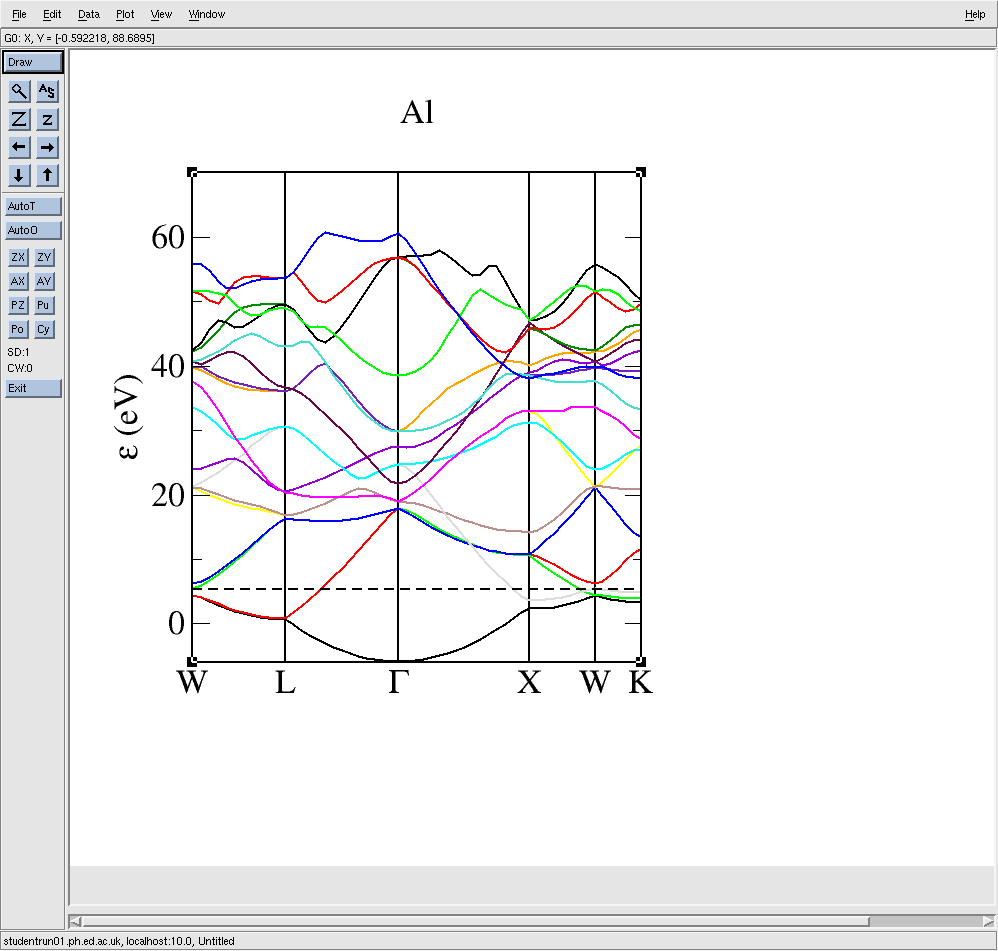 File Edit Data Plot View Window Help
G0: X, Y = [-0.592218, 88.6895]
Draw
A S
Z z
AutoT
AutoO
ZX ZY
AX AY
PZ Pu
Po Cy
SD:1
CW:0
Exit
Al
60
40
20
0
ε (eV)
W L Γ X W K
studentrun01.ph.ed.ac.uk, localhost:10.0, Untitled